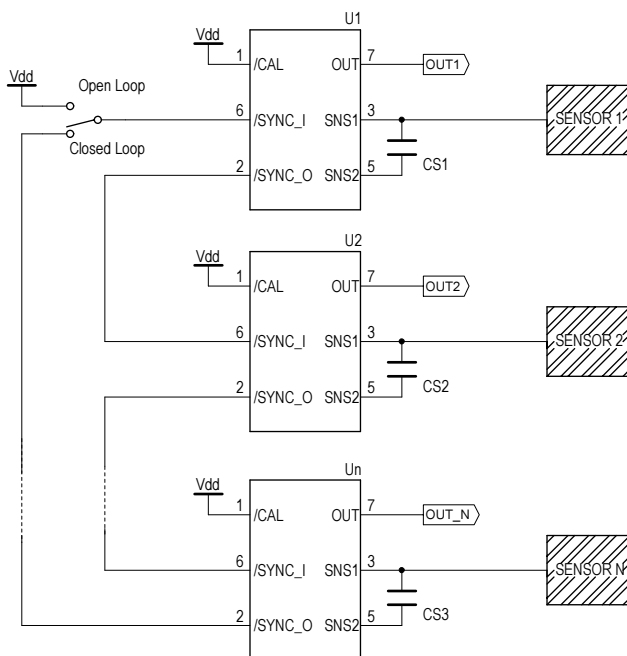 U1
Vdd
1
/CAL
OUT
7
OUT1
Vdd
Open Loop
6
/SYNC_I
SNS1
3
SENSOR 1
Closed Loop
CS1
2
/SYNC_O
SNS2
5
U2
Vdd
1
/CAL
OUT
7
OUT2
6
/SYNC_I
SNS1
3
SENSOR 2
CS2
2
/SYNC_O
SNS2
5
Un
Vdd
1
/CAL
OUT
7
OUT_N
6
/SYNC_I
SNS1
3
SENSOR N
CS3
2
/SYNC_O
SNS2
5